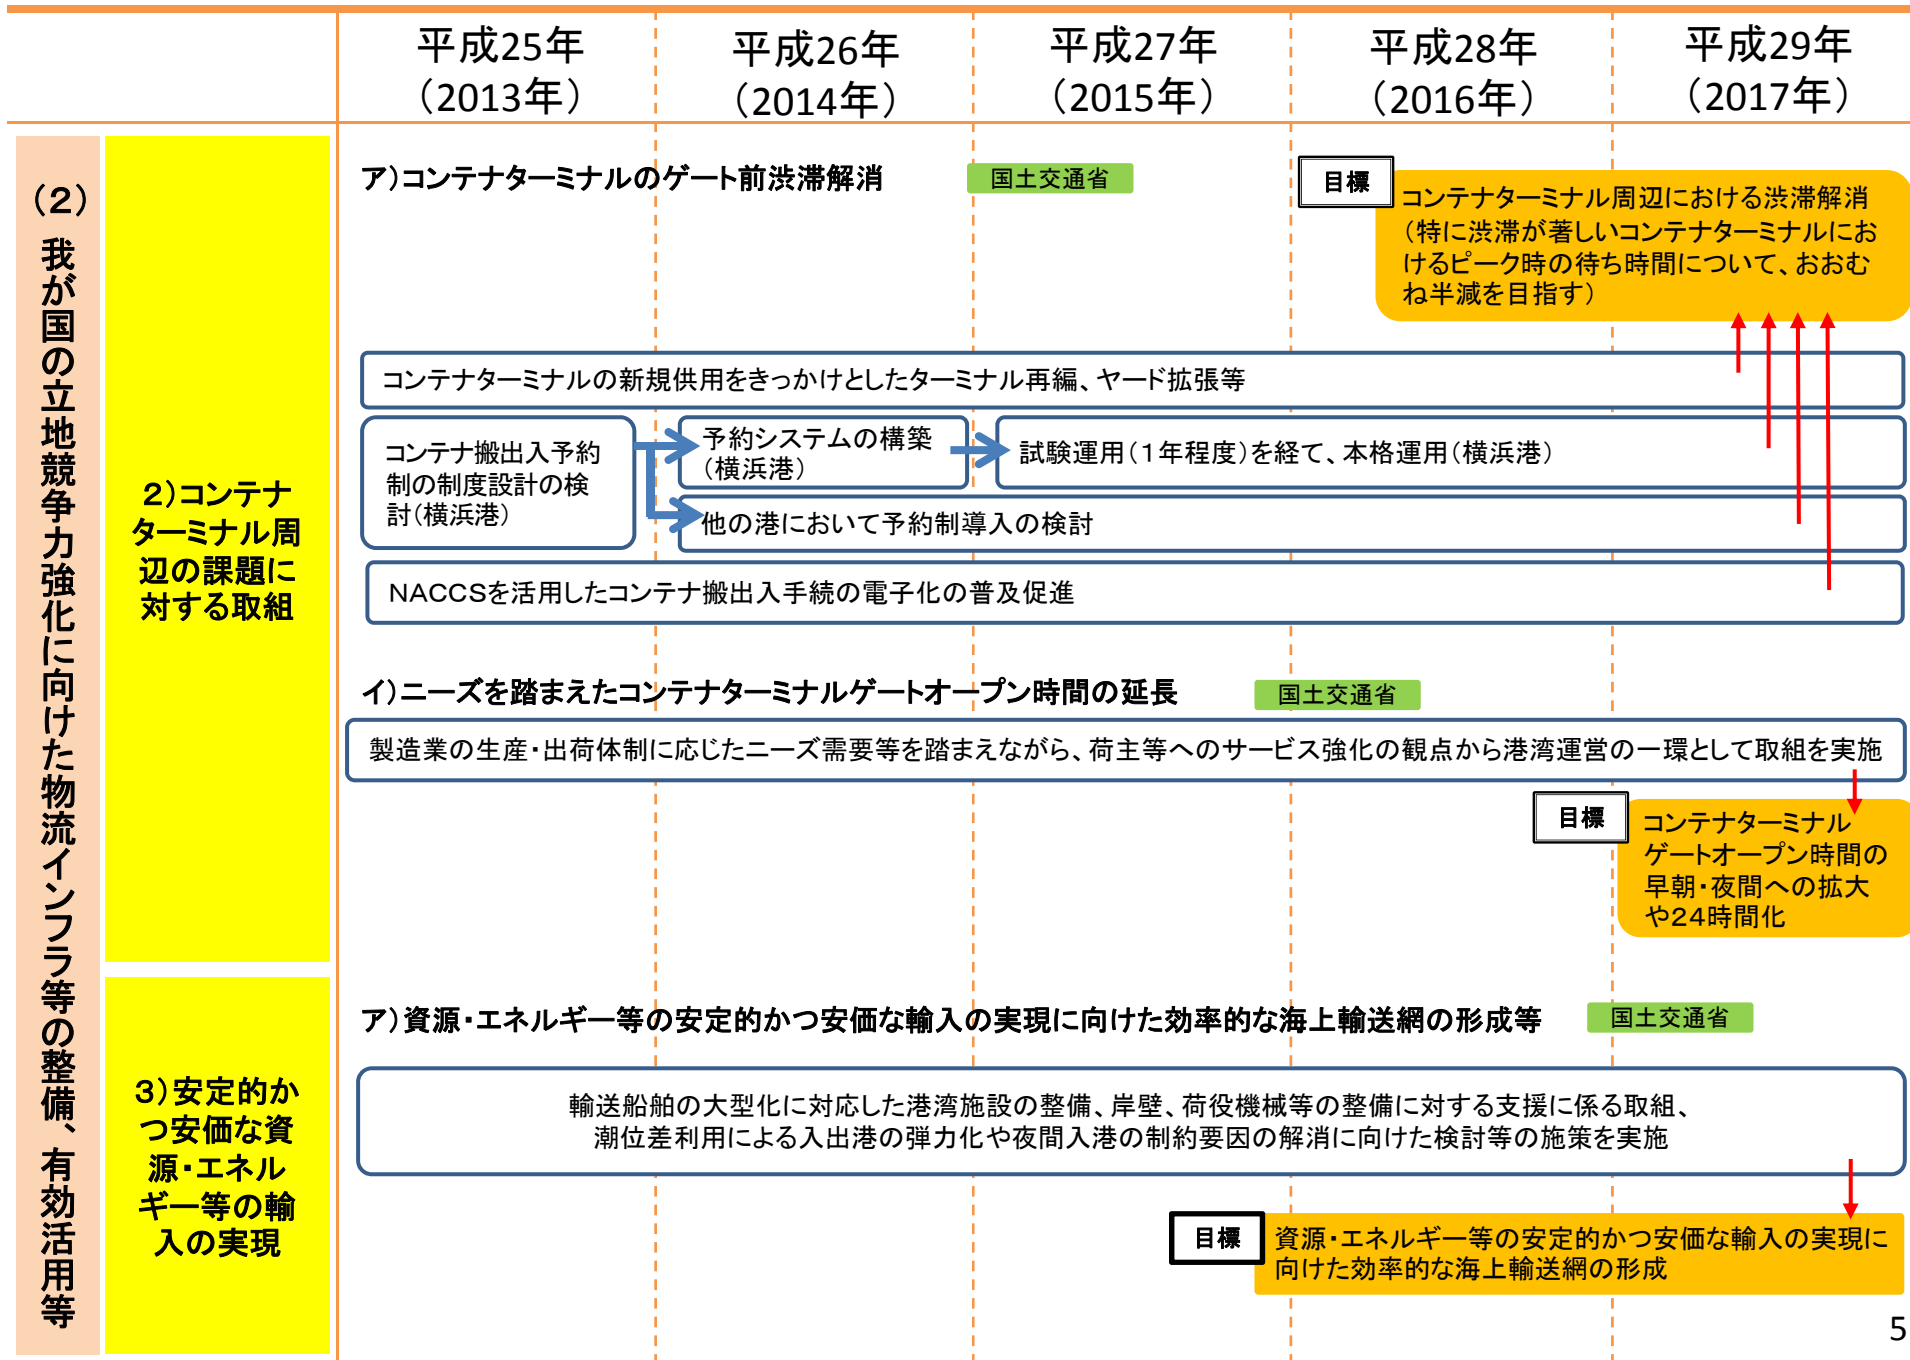 平成25年
（2013年）
平成26年
（2014年）
平成27年
（2015年）
平成28年
（2016年）
平成29年
（2017年）
（２） 我が国の立地競争力強化に向けた物流インフラ等の整備、有効活用等
２）コンテナ
ターミナル周
辺の課題に
対する取組
ア）コンテナターミナルのゲート前渋滞解消
国土交通省
目標
コンテナターミナル周辺における渋滞解消
（特に渋滞が著しいコンテナターミナルにお
けるピーク時の待ち時間について、おおむ
ね半減を目指す）
コンテナターミナルの新規供用をきっかけとしたターミナル再編、ヤード拡張等
コンテナ搬出入予約
制の制度設計の検
討（横浜港）
予約システムの構築
（横浜港）
試験運用（１年程度）を経て、本格運用（横浜港）
他の港において予約制導入の検討
ＮＡＣＣＳを活用したコンテナ搬出入手続の電子化の普及促進
イ）ニーズを踏まえたコンテナターミナルゲートオープン時間の延長
国土交通省
製造業の生産・出荷体制に応じたニーズ需要等を踏まえながら、荷主等へのサービス強化の観点から港湾運営の一環として取組を実施
目標
コンテナターミナル
ゲートオープン時間の
早朝・夜間への拡大
や２４時間化
３）安定的か
つ安価な資
源・エネル
ギー等の輸
入の実現
ア）資源・エネルギー等の安定的かつ安価な輸入の実現に向けた効率的な海上輸送網の形成等
国土交通省
輸送船舶の大型化に対応した港湾施設の整備、岸壁、荷役機械等の整備に対する支援に係る取組、
潮位差利用による入出港の弾力化や夜間入港の制約要因の解消に向けた検討等の施策を実施
目標
資源・エネルギー等の安定的かつ安価な輸入の実現に
向けた効率的な海上輸送網の形成
5